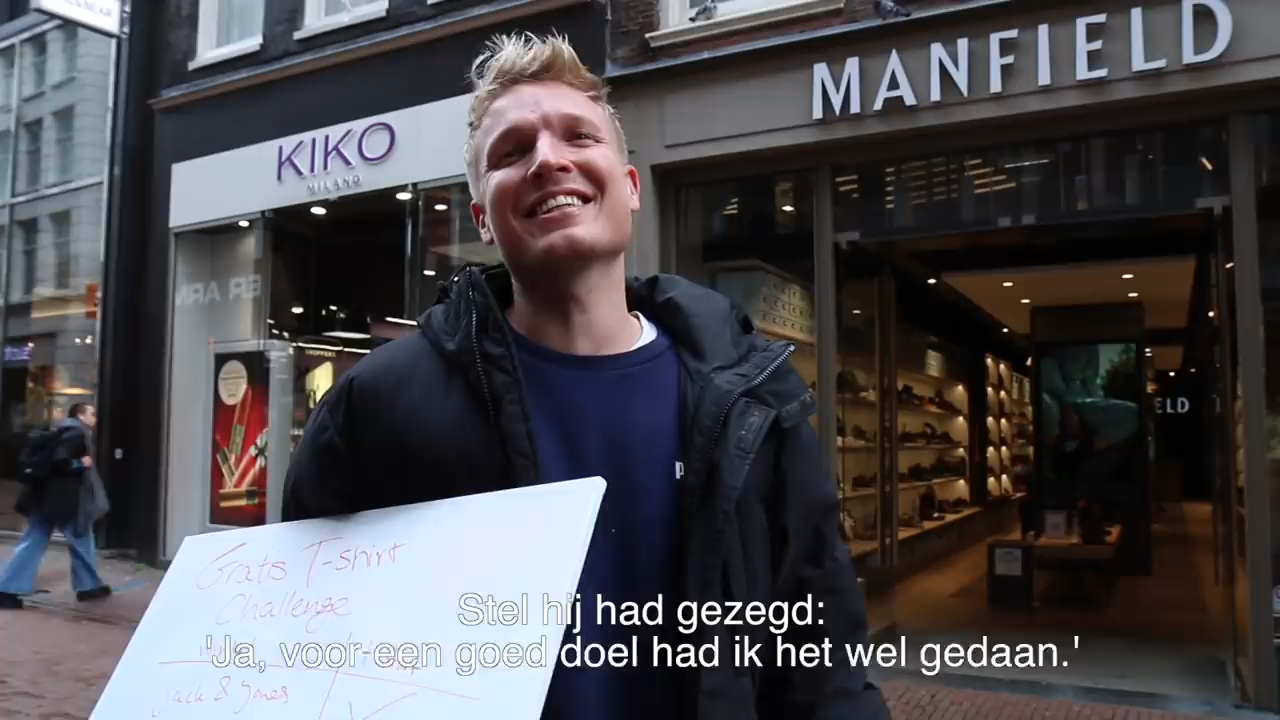 KIKO
MILANO
MANFIELD
ELD
Gratis T-shirt
Challenge
Jack & Jones
Stel hij had gezegd:
'Ja, voor een goed doel had ik het wel gedaan.'